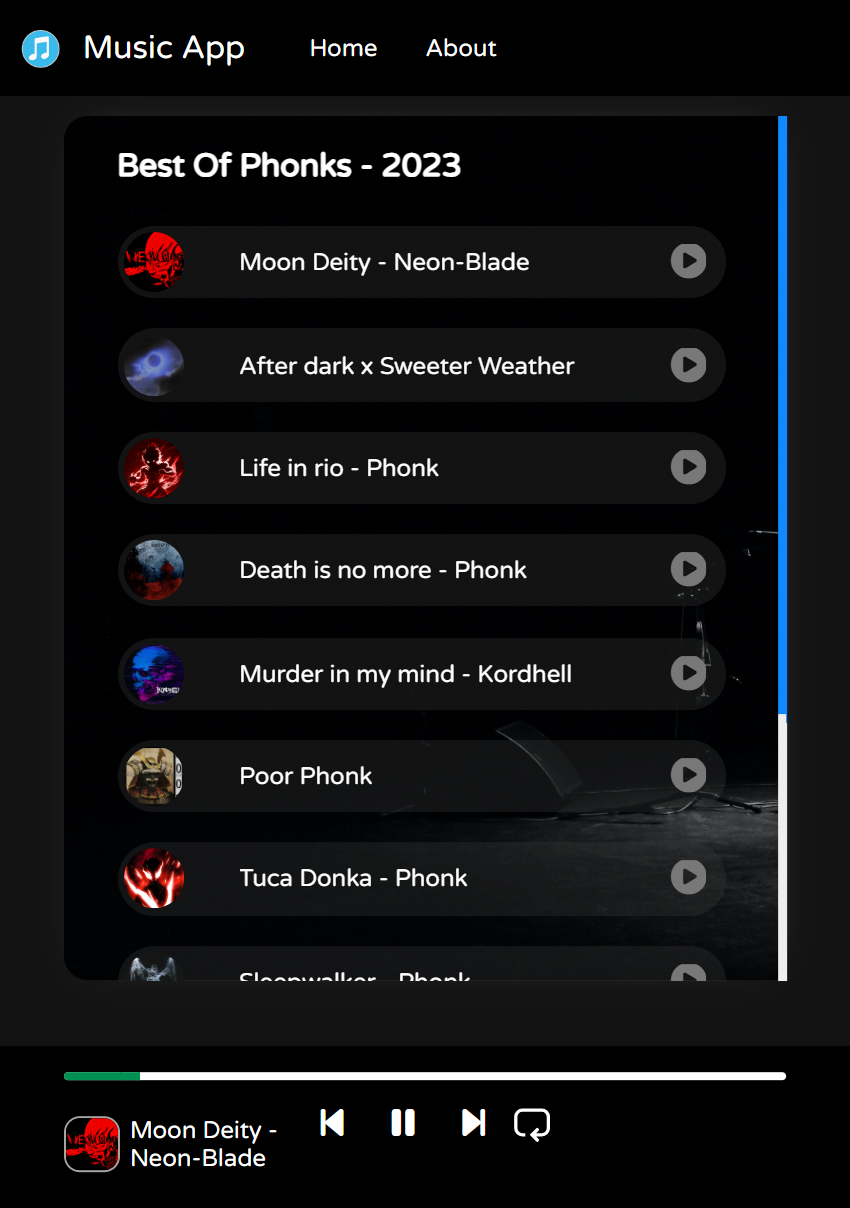 Music App
Home
About
Best Of Phonks - 2023
Moon Deity - Neon-Blade
After dark x Sweeter Weather
Life in rio - Phonk
Death is no more - Phonk
Murder in my mind - Kordhell
Poor Phonk
Tuca Donka - Phonk
Sleepwalker - Phonk
Moon Deity -
Neon-Blade